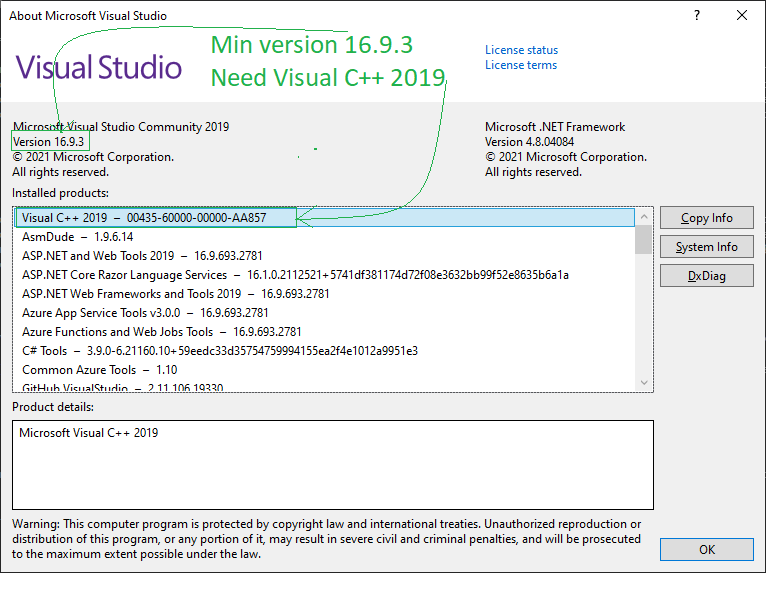 About Microsoft Visual Studio
Visual Studio
Min version 16.9.3
Need Visual C++ 2019
License status
License terms
Microsoft Visual Studio Community 2019
Version 16.9.3
© 2021 Microsoft Corporation.
All rights reserved.
Microsoft .NET Framework
Version 4.8.04084
© 2021 Microsoft Corporation.
All rights reserved.
Installed products:
Visual C++ 2019 – 00435-60000-00000-AA857
AsmDude – 1.9.6.14
ASP.NET and Web Tools 2019 – 16.9.693.2781
ASP.NET Core Razor Language Services – 16.1.0.2112521+5741df381174d72f08e3632bb99f52e8635b6a1a
ASP.NET Web Frameworks and Tools 2019 – 16.9.693.2781
Azure App Service Tools v3.0.0 – 16.9.693.2781
Azure Functions and Web Jobs Tools – 16.9.693.2781
C# Tools – 3.9.0-6.21160.10+59eedc33d35754759994155ea2f4e1012a9951e3
Common Azure Tools – 1.10
GitHub.VisualStudio – 2.11.106.19330
Copy Info
System Info
DxDiag
Product details:
Microsoft Visual C++ 2019
Warning: This computer program is protected by copyright law and international treaties. Unauthorized reproduction or
distribution of this program, or any portion of it, may result in severe civil and criminal penalties, and will be prosecuted
to the maximum extent possible under the law.
OK